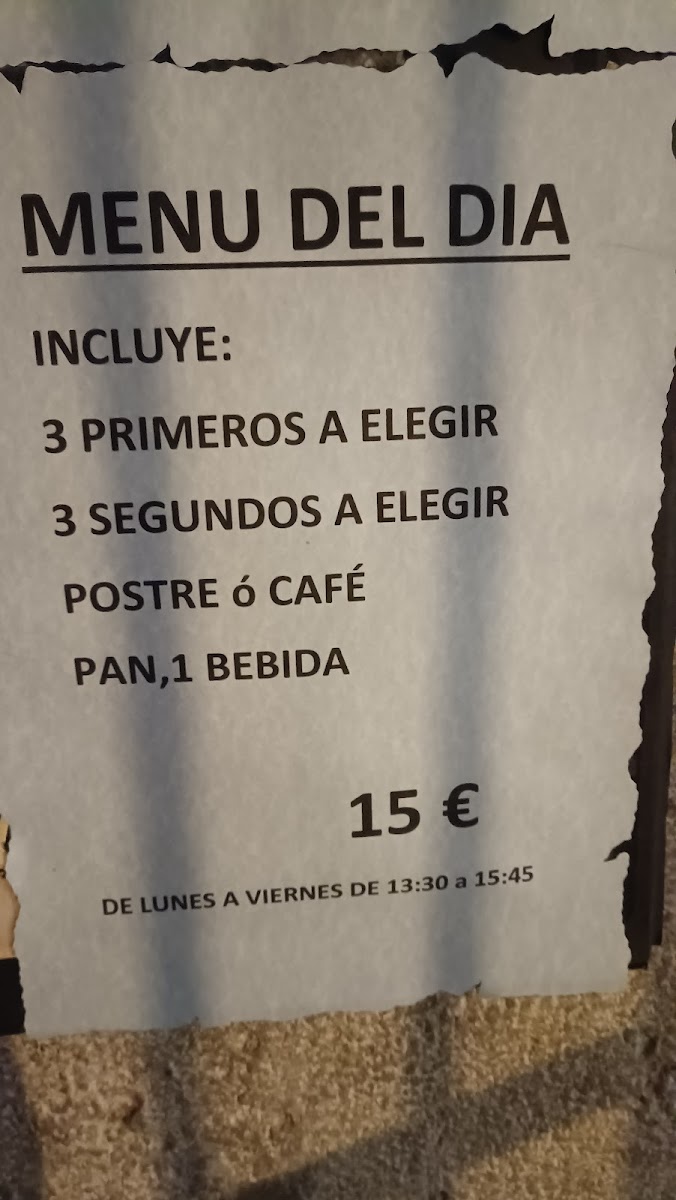 MENU DEL DIA
INCLUYE:
3 PRIMEROS A ELEGIR
3 SEGUNDOS A ELEGIR
POSTRE ó CAFÉ
PAN,1 BEBIDA
15 €
DE LUNES A VIERNES DE 13:30 a 15:45